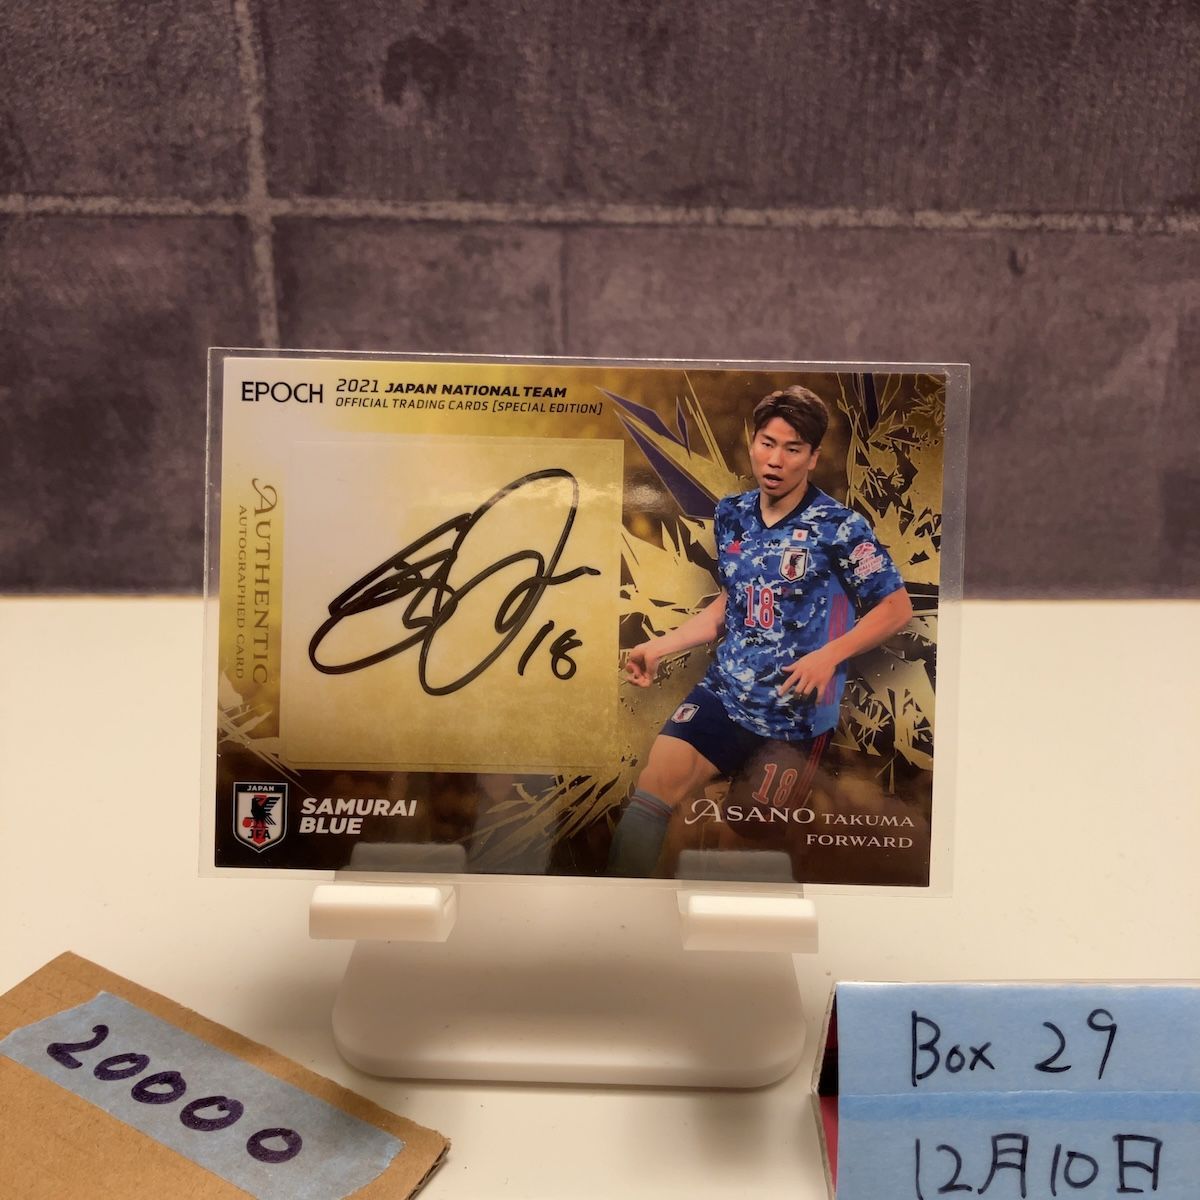 EPOCH
2021 JAPAN NATIONAL TEAM
OFFICIAL TRADING CARDS [SPECIAL EDITION]
AUTHENTIC
AUTOGRAPHED CARD
18
18
18
JAPAN
JFA
SAMURAI
BLUE
ASANO TAKUMA
FORWARD
20000
Box 29
12月10日